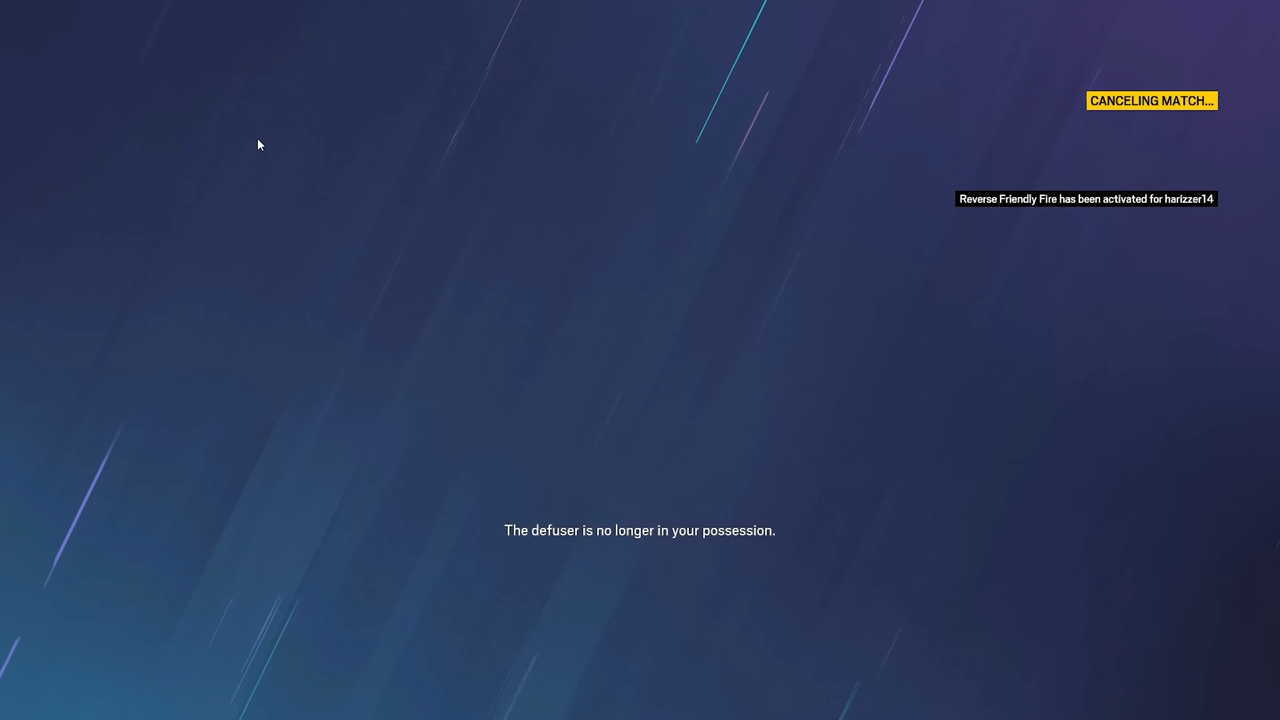 CANCELING MATCH...
Reverse Friendly Fire has been activated for harizzer14
The defuser is no longer in your possession.